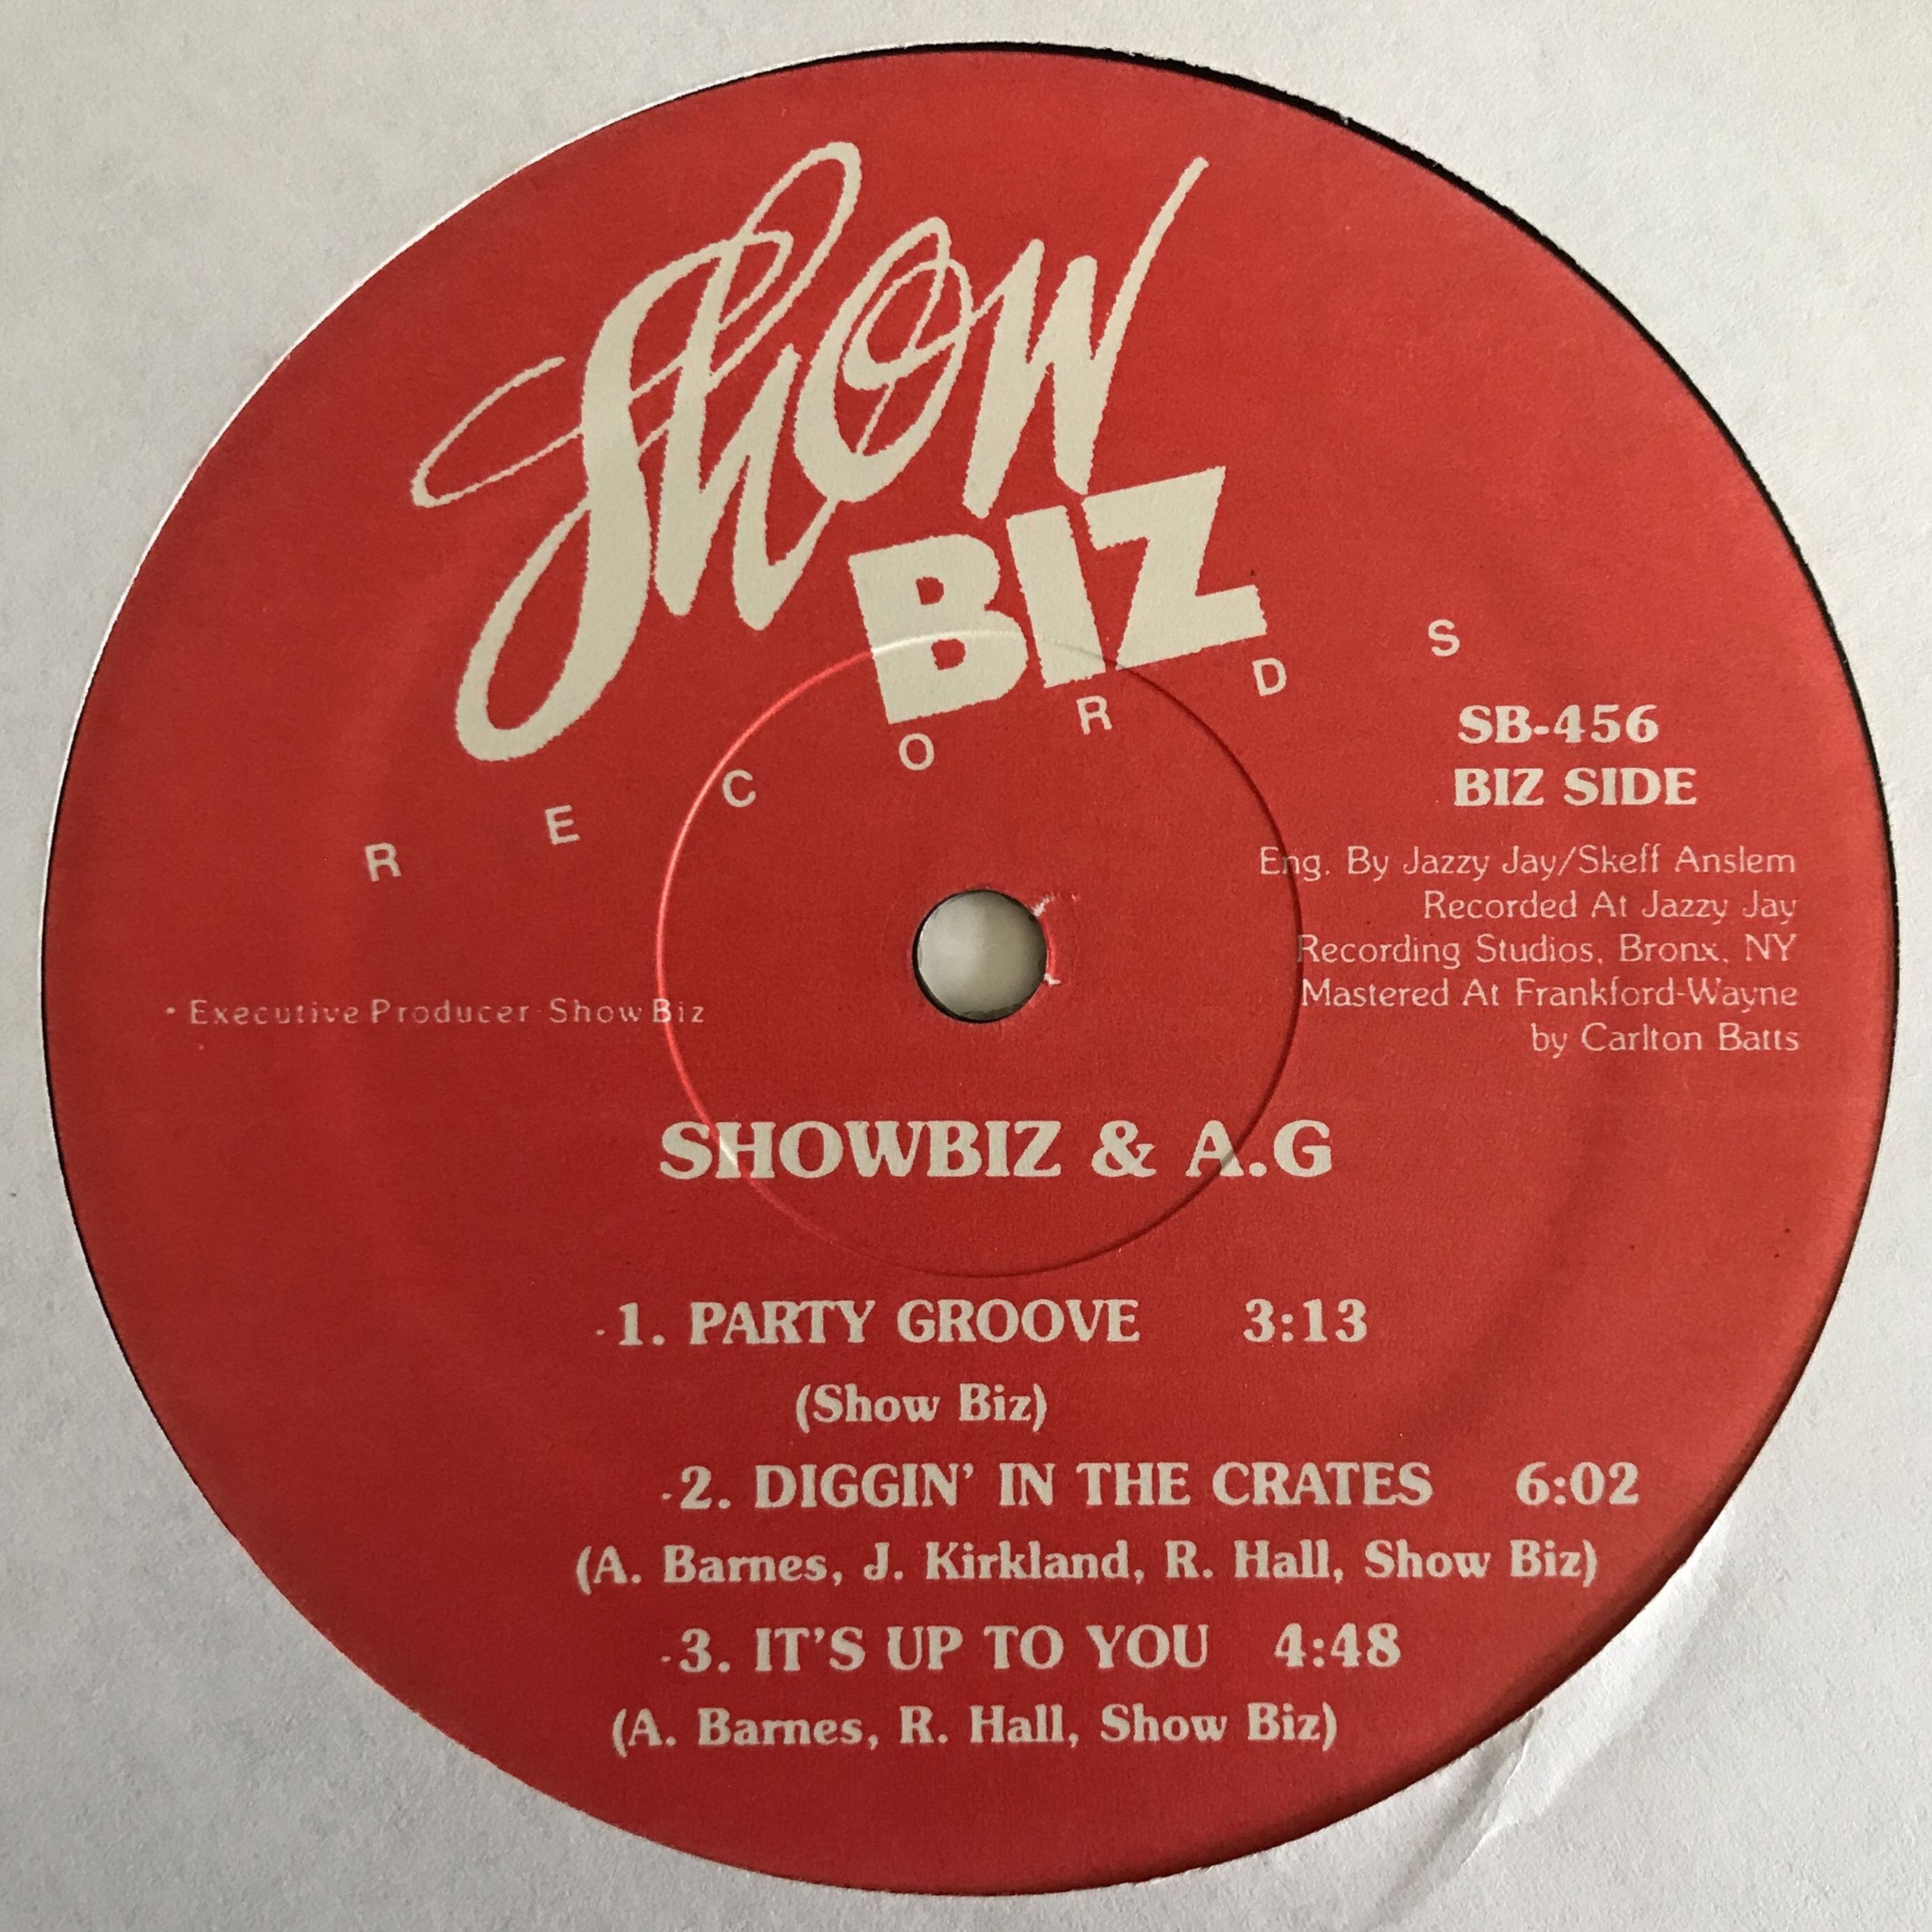 Show
BIZ
RECORDS
SB-456
BIZ SIDE
Eng. By Jazzy Jay/Skeff Anslem
Recorded At Jazzy Jay
Recording Studios, Bronx, NY
Mastered At Frankford-Wayne
by Carlton Batts
• Executive Producer Show Biz
SHOWBIZ & A.G
·1. PARTY GROOVE 3:13
(Show Biz)
·2. DIGGIN' IN THE CRATES 6:02
(A. Barnes, J. Kirkland, R. Hall, Show Biz)
·3. IT'S UP TO YOU 4:48
(A. Barnes, R. Hall, Show Biz)